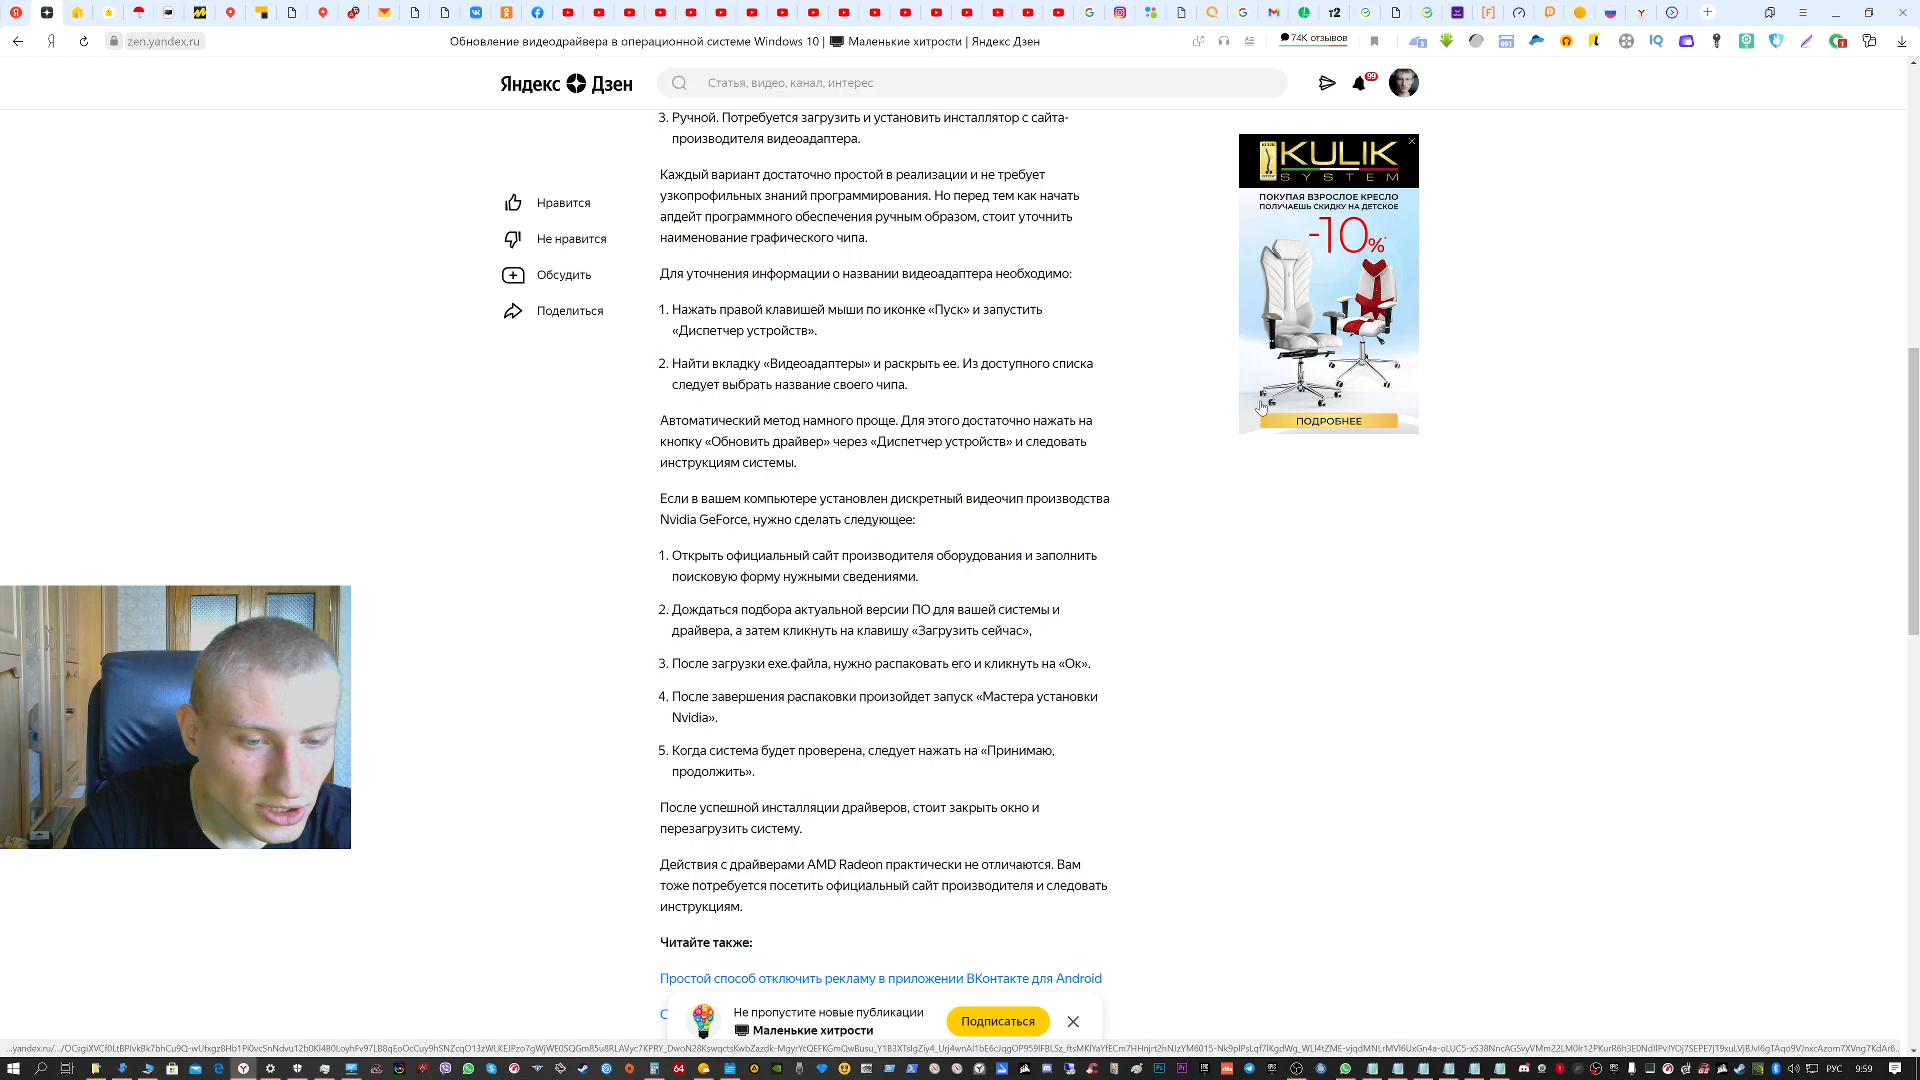 zen.yandex.ru
Обновление видеодрайвера в операционной системе Windows 10 | 🖥 Маленькие хитрости | Яндекс Дзен
74K отзывов
Яндекс Дзен
Статья, видео, канал, интерес
99
3. Ручной. Потребуется загрузить и установить инсталлятор с сайта-
производителя видеоадаптера.
Каждый вариант достаточно простой в реализации и не требует
узкопрофильных знаний программирования. Но перед тем как начать
апдейт программного обеспечения ручным образом, стоит уточнить
наименование графического чипа.
Нравится
Не нравится
Обсудить
Поделиться
Для уточнения информации о названии видеоадаптера необходимо:
1. Нажать правой клавишей мыши по иконке «Пуск» и запустить
«Диспетчер устройств».
2. Найти вкладку «Видеоадаптеры» и раскрыть ее. Из доступного списка
следует выбрать название своего чипа.
Автоматический метод намного проще. Для этого достаточно нажать на
кнопку «Обновить драйвер» через «Диспетчер устройств» и следовать
инструкциям системы.
Если в вашем компьютере установлен дискретный видеочип производства
Nvidia GeForce, нужно сделать следующее:
1. Открыть официальный сайт производителя оборудования и заполнить
поисковую форму нужными сведениями.
2. Дождаться подбора актуальной версии ПО для вашей системы и
драйвера, а затем кликнуть на клавишу «Загрузить сейчас»,
3. После загрузки exe.файла, нужно распаковать его и кликнуть на «Ок».
4. После завершения распаковки произойдет запуск «Мастера установки
Nvidia».
5. Когда система будет проверена, следует нажать на «Принимаю,
продолжить».
После успешной инсталляции драйверов, стоит закрыть окно и
перезагрузить систему.
Действия с драйверами AMD Radeon практически не отличаются. Вам
тоже потребуется посетить официальный сайт производителя и следовать
инструкциям.
Читайте также:
Простой способ отключить рекламу в приложении ВКонтакте для Android
С
Не пропустите новые публикации
🖥 Маленькие хитрости
Подписаться
KULIK
SYSTEM
ПОКУПАЯ ВЗРОСЛОЕ КРЕСЛО
ПОЛУЧАЕШЬ СКИДКУ НА ДЕТСКОЕ
-10%*
ПОДРОБНЕЕ
РУС
9:59